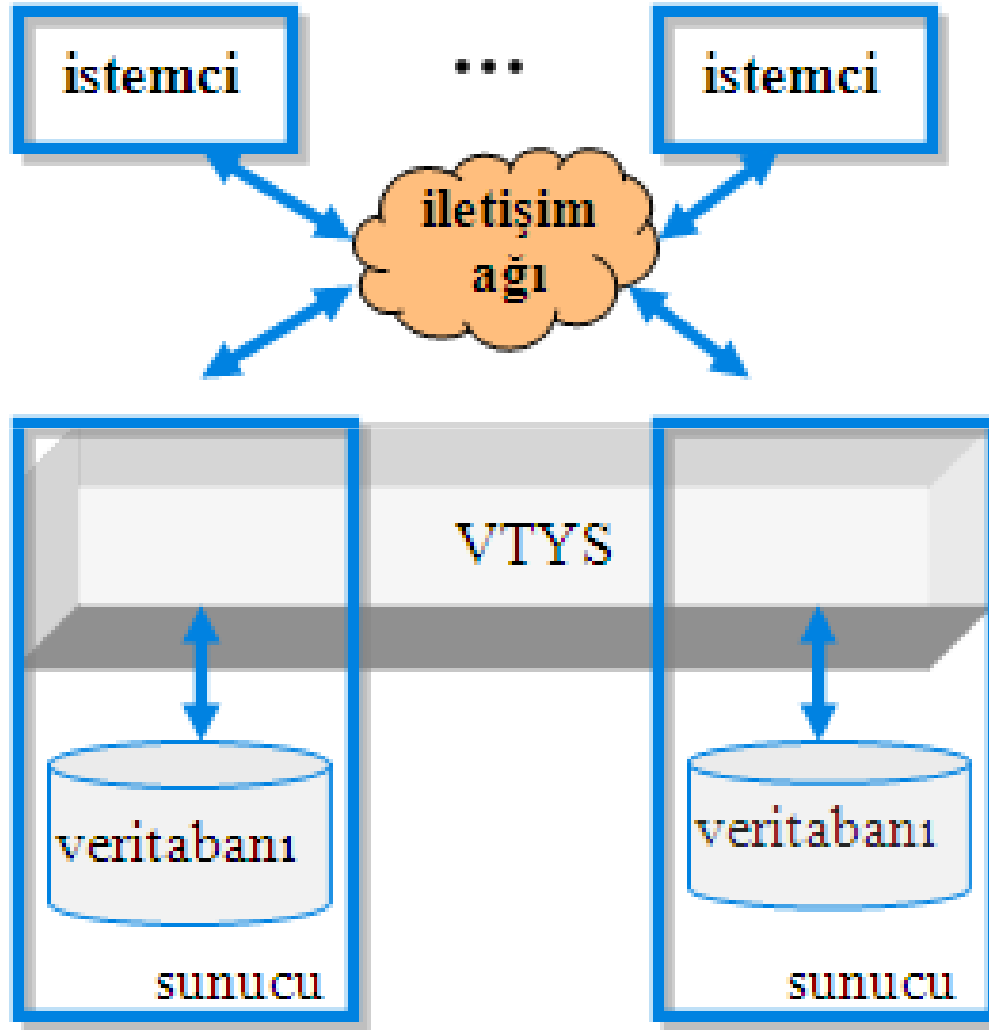 istemci
...
istemci
iletişim
ağı
VTYS
veritabanı
veritabanı
sunucu
sunucu